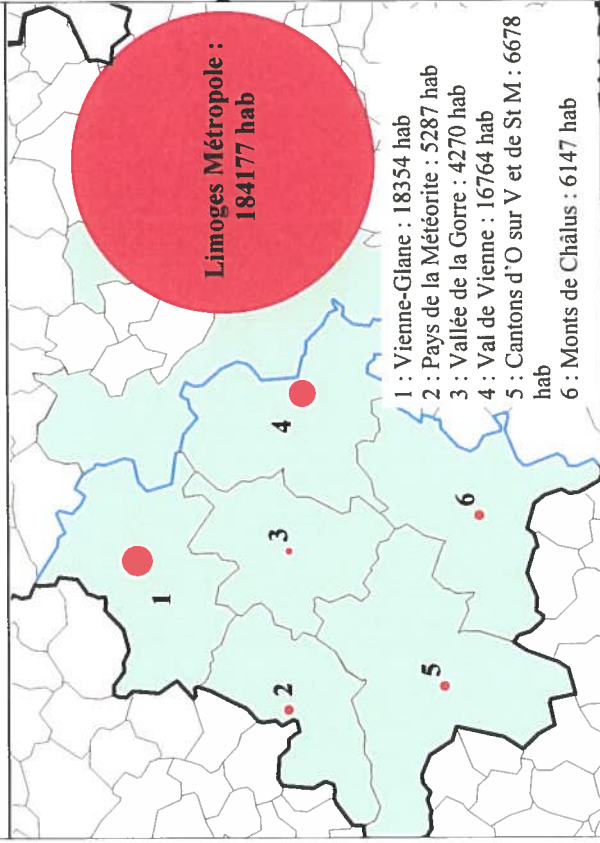 Limoges Métropole :
184177 hab
1
2
3
4
5
6
1 : Vienne-Glane : 18354 hab
2 : Pays de la Météorite : 5287 hab
3 : Vallée de la Gorre : 4270 hab
4 : Val de Vienne : 16764 hab
5 : Cantons d'O sur V et de St M : 6678
hab
6 : Monts de Châlus : 6147 hab